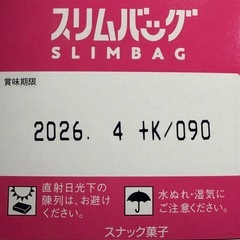 スリムバッグ
SLIMBAG
賞味期限
2026. 4 +K/090
直射日光下の
陳列は、お避け
ください。
水ぬれ・湿気に
ご注意ください。
スナック菓子